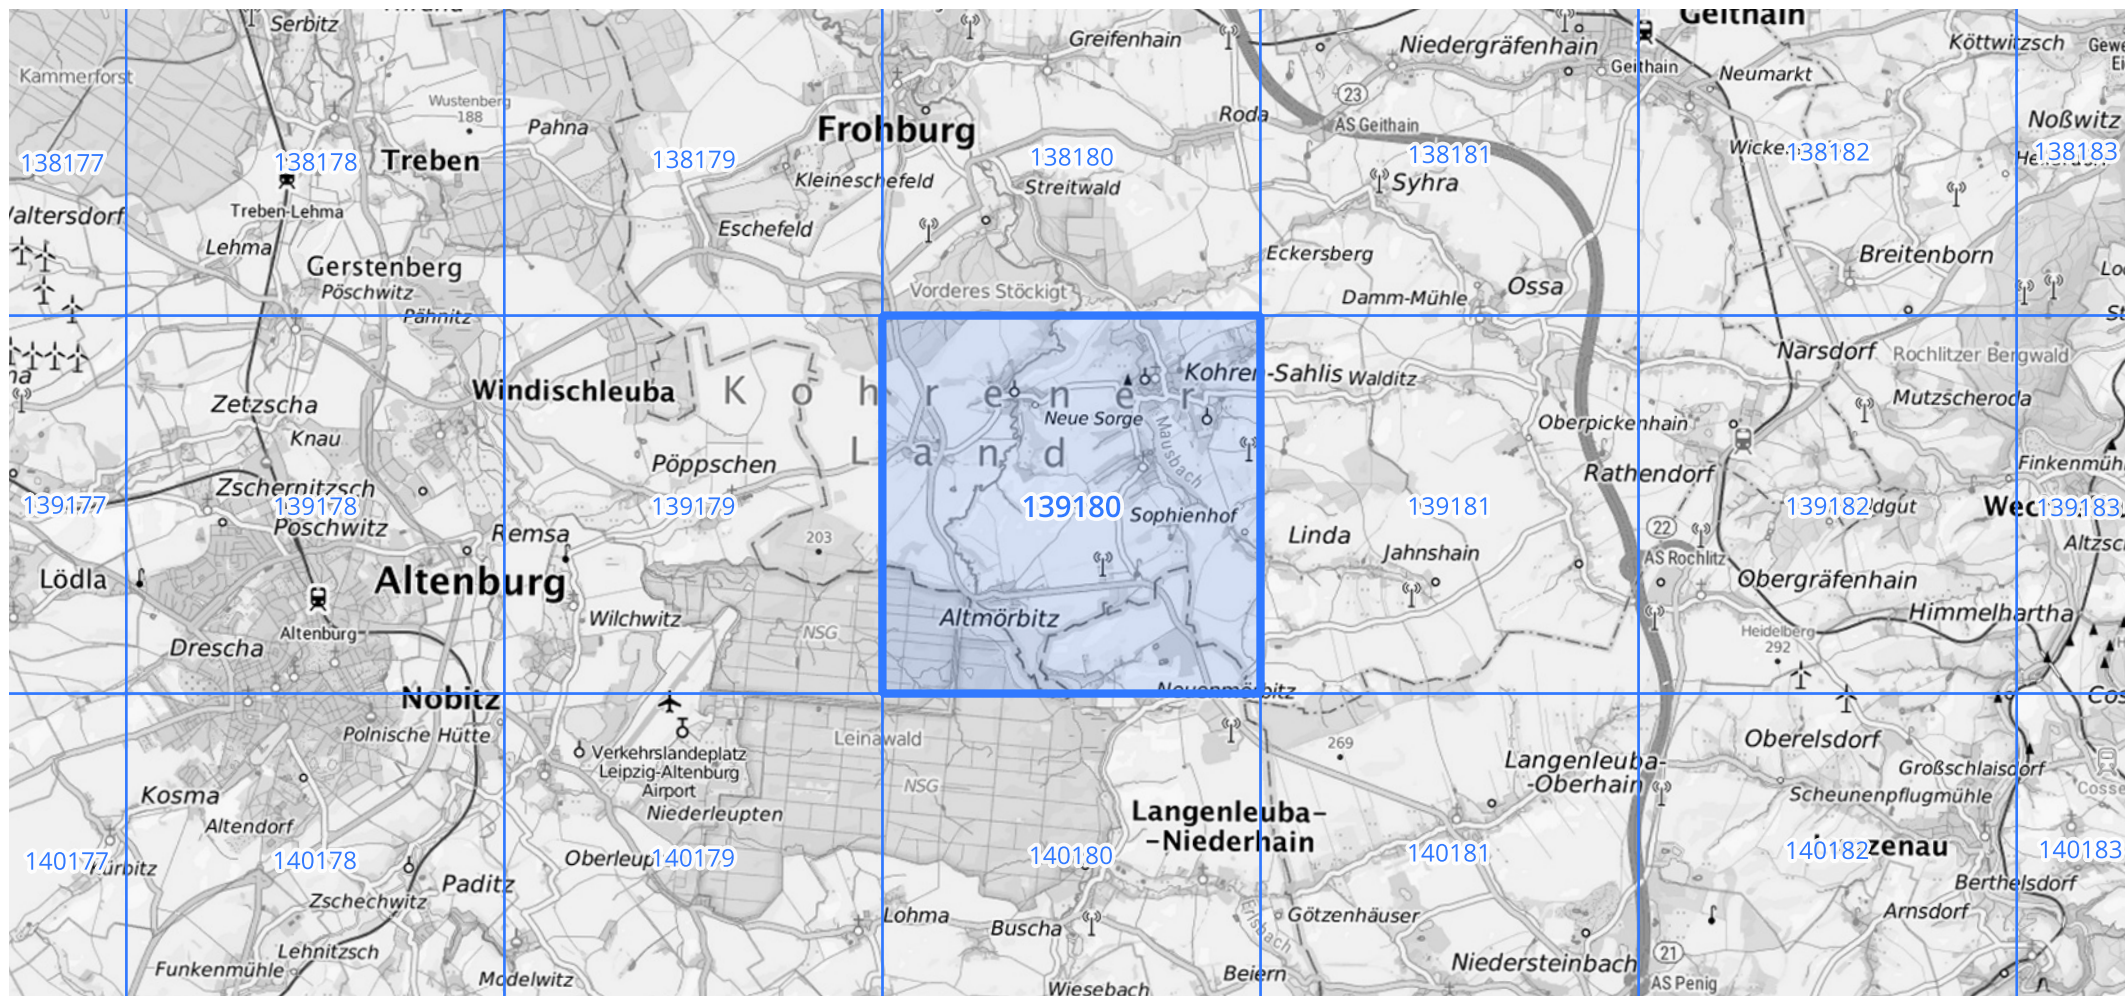 Serbitz
Greifenhain
Niedergräfenhain
Geithain
Köttwitzsch
Kammerforst
Geithain
Neumarkt
Wustenberg
188
Pahna
Frohburg
Roda
23
AS Geithain
Noßwitz
138177
138178
Treben
138179
138180
138181
138182
138183
Kleineschefeld
Streitwald
Syhra
Treben-Lehma
Lehma
Eschefeld
Eckersberg
Breitenborn
Gerstenberg
Pöschwitz
Vorderes Stöckigt
Damm-Mühle
Ossa
Pähnitz
Narsdorf
Rochlitzer Bergwald
Windischleuba
Kohrener
Land
Kohren-Sahlis
Walditz
Mutzscheroda
Zetzscha
Neue Sorge
Oberpickenhain
Knau
Mausbach
Pöppschen
Rathendorf
Zschernitzsch
139177
139178
139179
139180
139181
139182
139183
Poschwitz
Remsa
Sophienhof
Linda
22
203
Jahnshain
AS Rochlitz
Lödla
Altenburg
Obergräfenhain
Wilchwitz
Altmörbitz
Himmelhartha
Altenburg
NSG
Heidelberg
292
Drescha
Nobitz
Neuenmörbitz
Polnische Hütte
Leinawald
269
Oberelsdorf
Verkehrslandeplatz
Leipzig-Altenburg
Airport
Langenleuba-
-Oberhain
Großschlaisdorf
NSG
Kosma
Niederleupten
Scheunenpflugmühle
Altendorf
Langenleuba-
-Niederhain
140177
140178
140179
140180
140181
140182
140183
Paditz
Berthelsdorf
Zschechwitz
Lohma
Buscha
Erlsbach
Götzenhäuser
Arnsdorf
Lehnitzsch
Funkenmühle
Modelwitz
Beiern
Niedersteinbach
21
AS Penig
Wiesebach